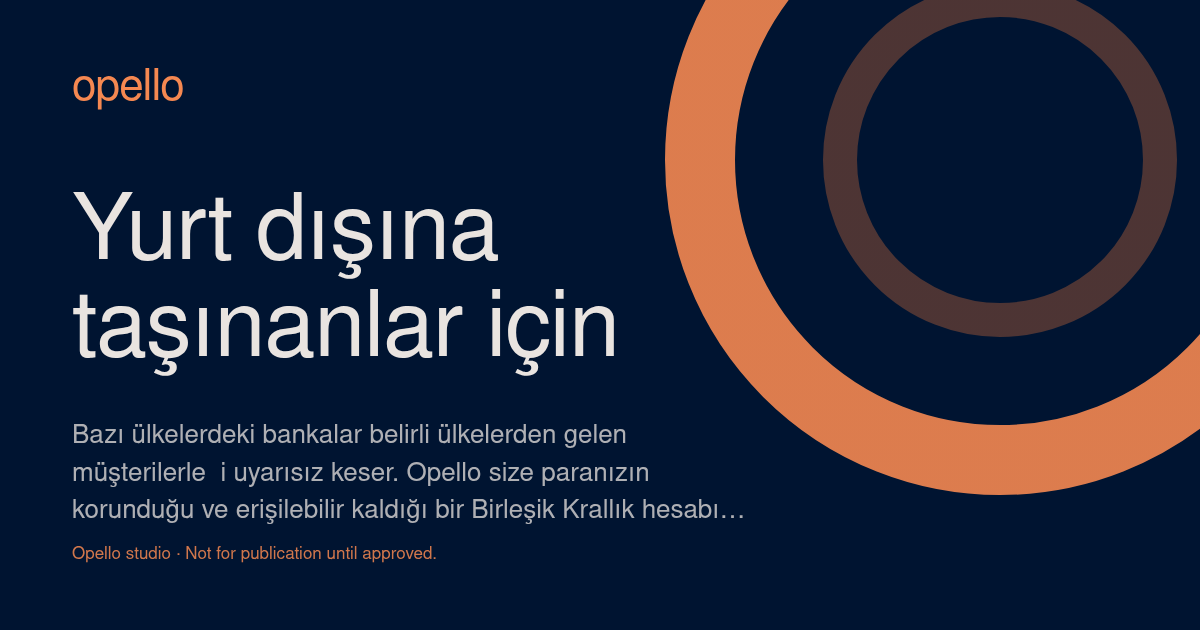 opello
Yurt dışına
taşınanlar için
Bazı ülkelerdeki bankalar belirli ülkelerden gelen
müşterilerle  i uyarısız keser. Opello size paranızın
korunduğu ve erişilebilir kaldığı bir Birleşik Krallık hesabı…
Opello studio · Not for publication until approved.